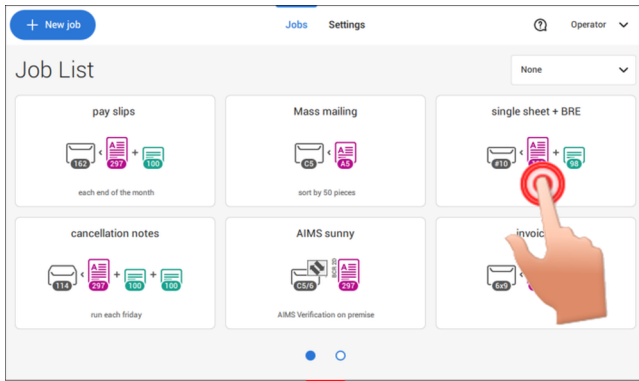 + New job
Jobs
Settings
Operator
Job List
None
pay slips
162
297
100
each end of the month
Mass mailing
C5
A5
sort by 50 pieces
single sheet + BRE
#10
98
cancellation notes
114
297
100
100
run each friday
AIMS sunny
BCR 2D
C5/6
297
AIMS Verification on premise
6x9